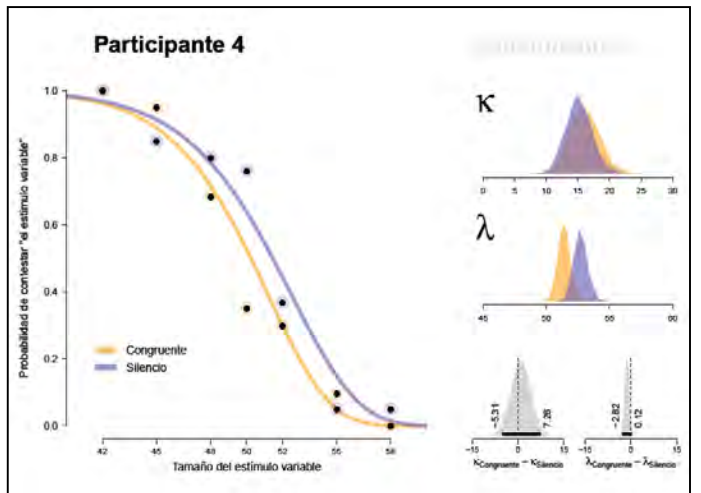 Participante 4
Probabilidad de contestar "el estímulo variable"
1.0
0.8
0.6
0.4
0.2
0.0
Congruente
Silencio
42
45
48
50
52
55
58
Tamaño del estímulo variable
κ
0 5 10 15 20 25 30
λ
45 50 55 60
−5.31 7.28
−15 0 15
κCongruente − κSilencio
−2.82 0.12
−15 0 15
λCongruente − λSilencio